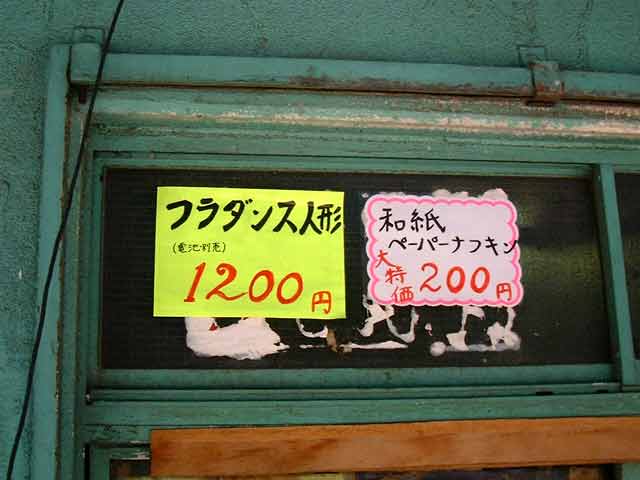 フラダンス人形
(電池別売)
1200円
和紙
ペーパーナフキン
大特価 200円